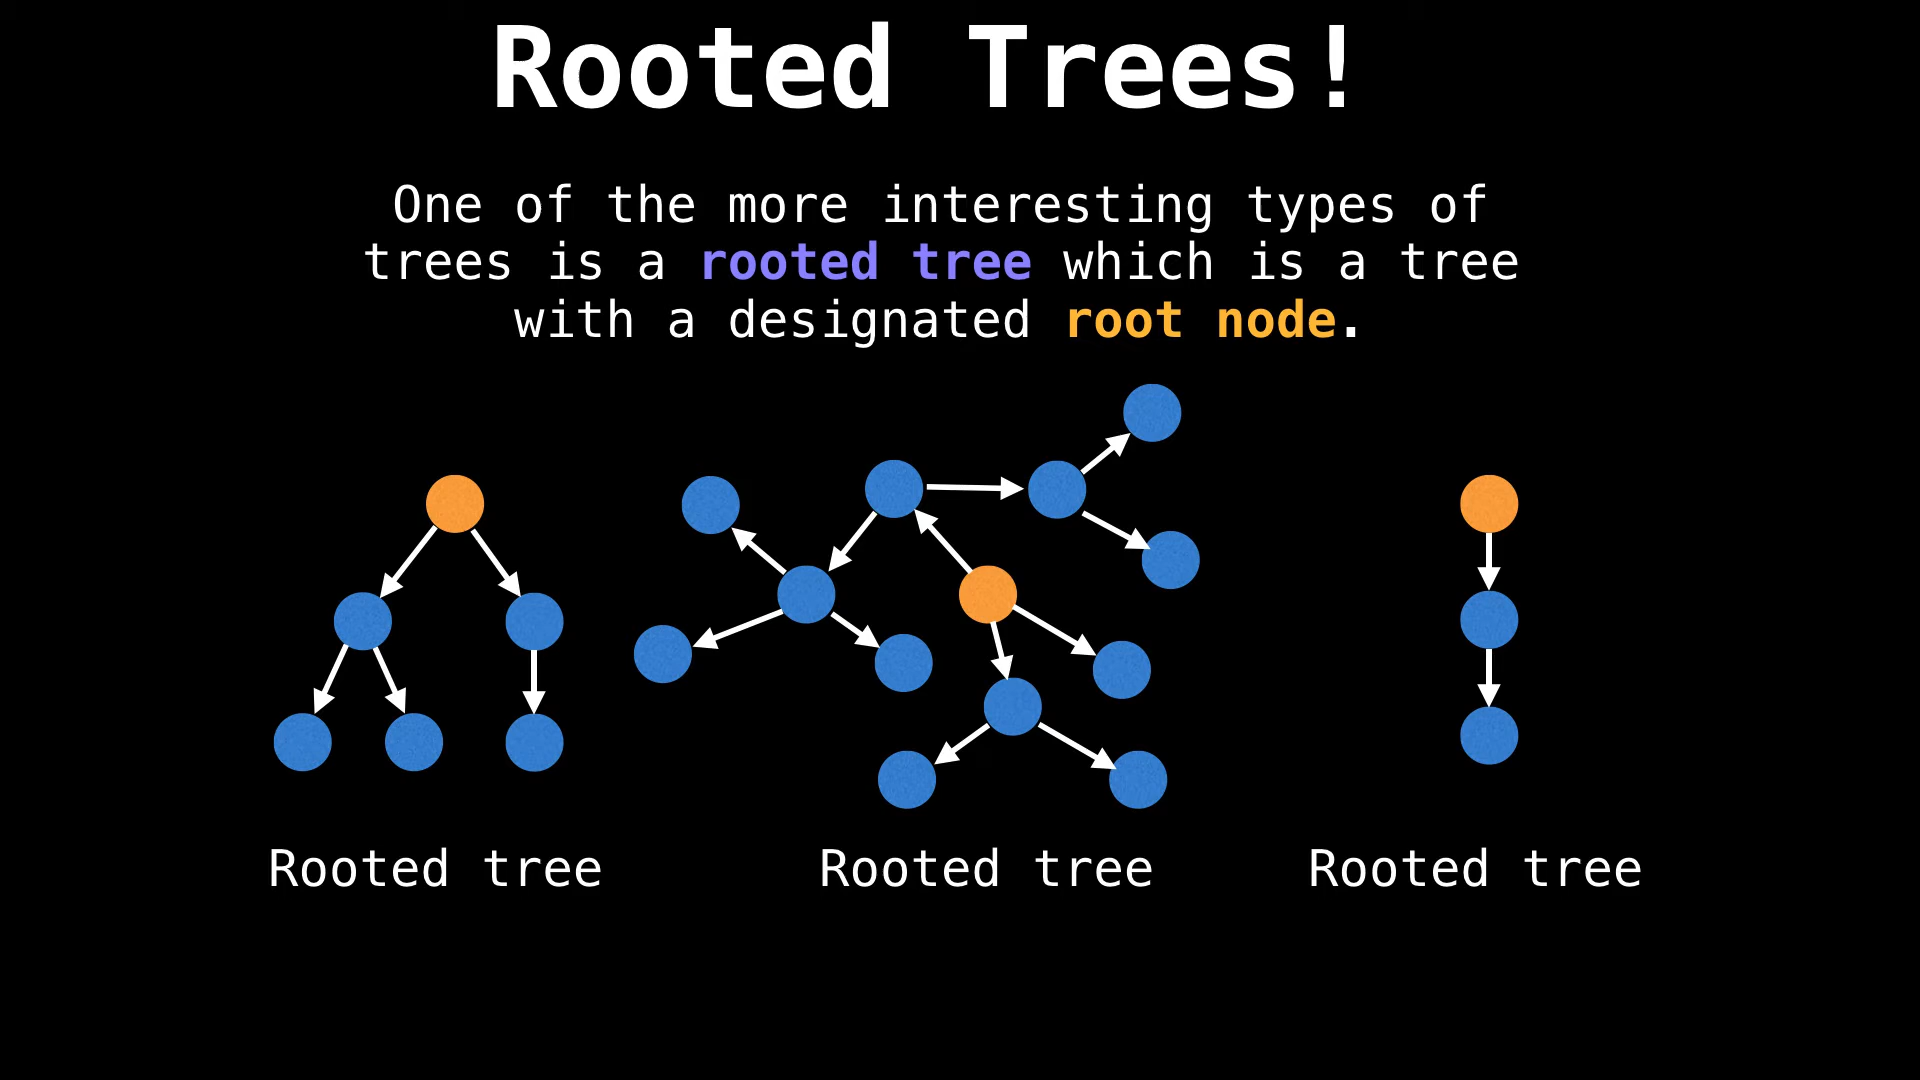 Rooted Trees!
One of the more interesting types of
trees is a rooted tree which is a tree
with a designated root node.
Rooted tree
Rooted tree
Rooted tree